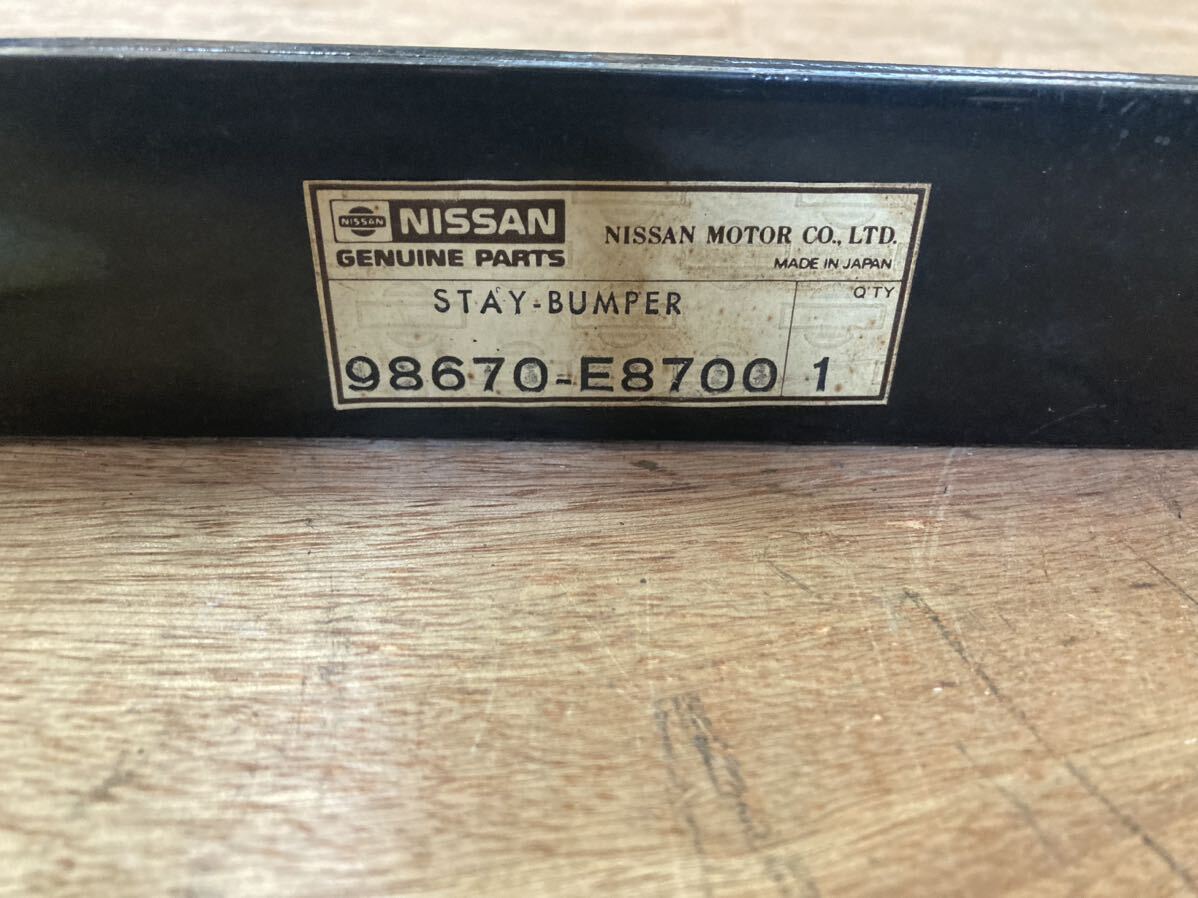 NISSAN NISSAN
GENUINE PARTS
NISSAN MOTOR CO., LTD.
MADE IN JAPAN
STAY-BUMPER
Q'TY
98670-E8700 1